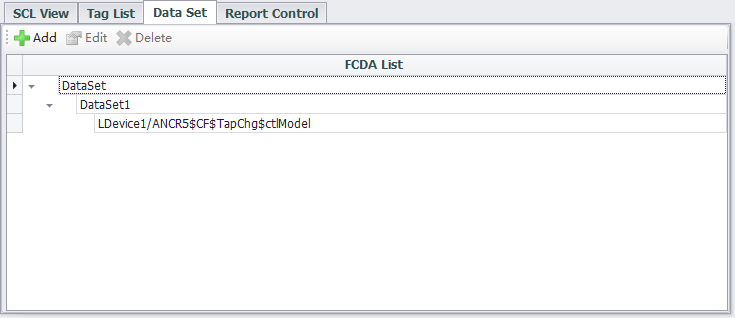 SCL View Tag List Data Set Report Control
Add Edit Delete
FCDA List
DataSet
DataSet1
LDevice1/ANCR5$CF$TapChg$ctlModel